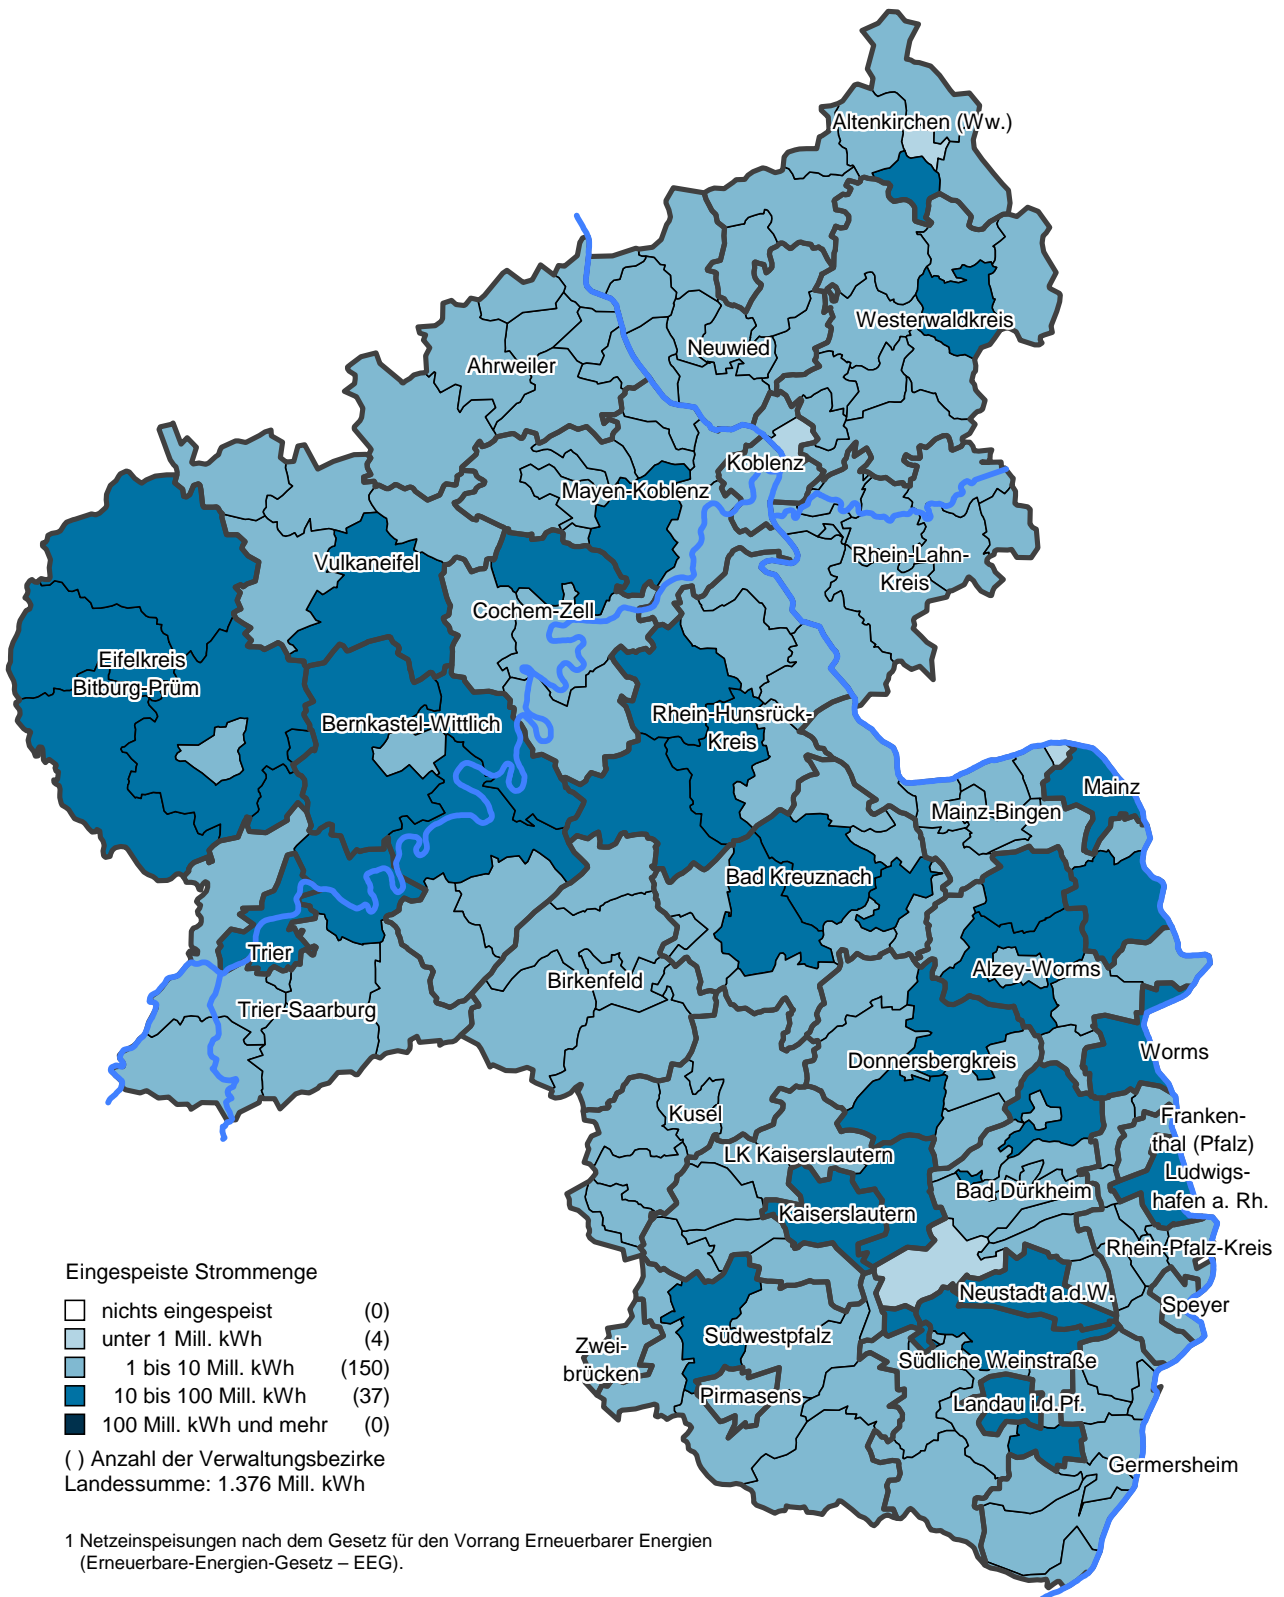 Altenkirchen (Ww.)
Westerwaldkreis
Neuwied
Ahrweiler
Koblenz
Mayen-Koblenz
Rhein-Lahn-
Kreis
Vulkaneifel
Cochem-Zell
Eifelkreis
Bitburg-Prüm
Bernkastel-Wittlich
Rhein-Hunsrück-
Kreis
Mainz
Mainz-Bingen
Bad Kreuznach
Trier
Alzey-Worms
Birkenfeld
Trier-Saarburg
Worms
Donnersbergkreis
Kusel
Franken-
thal (Pfalz)
LK Kaiserslautern
Ludwigs-
hafen a. Rh.
Bad Dürkheim
Kaiserslautern
Rhein-Pfalz-Kreis
Neustadt a.d.W.
Speyer
Südwestpfalz
Zwei-
brücken
Südliche Weinstraße
Pirmasens
Landau i.d.Pf.
Germersheim
Eingespeiste Strommenge
nichts eingespeist (0)
unter 1 Mill. kWh (4)
1 bis 10 Mill. kWh (150)
10 bis 100 Mill. kWh (37)
100 Mill. kWh und mehr (0)
( ) Anzahl der Verwaltungsbezirke
Landessumme: 1.376 Mill. kWh
1 Netzeinspeisungen nach dem Gesetz für den Vorrang Erneuerbarer Energien
(Erneuerbare-Energien-Gesetz – EEG).